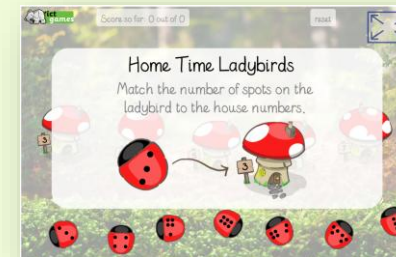 games
Score so far: 0 out of 0
reset
Home Time Ladybirds
Match the number of spots on the
ladybird to the house numbers.
3
3